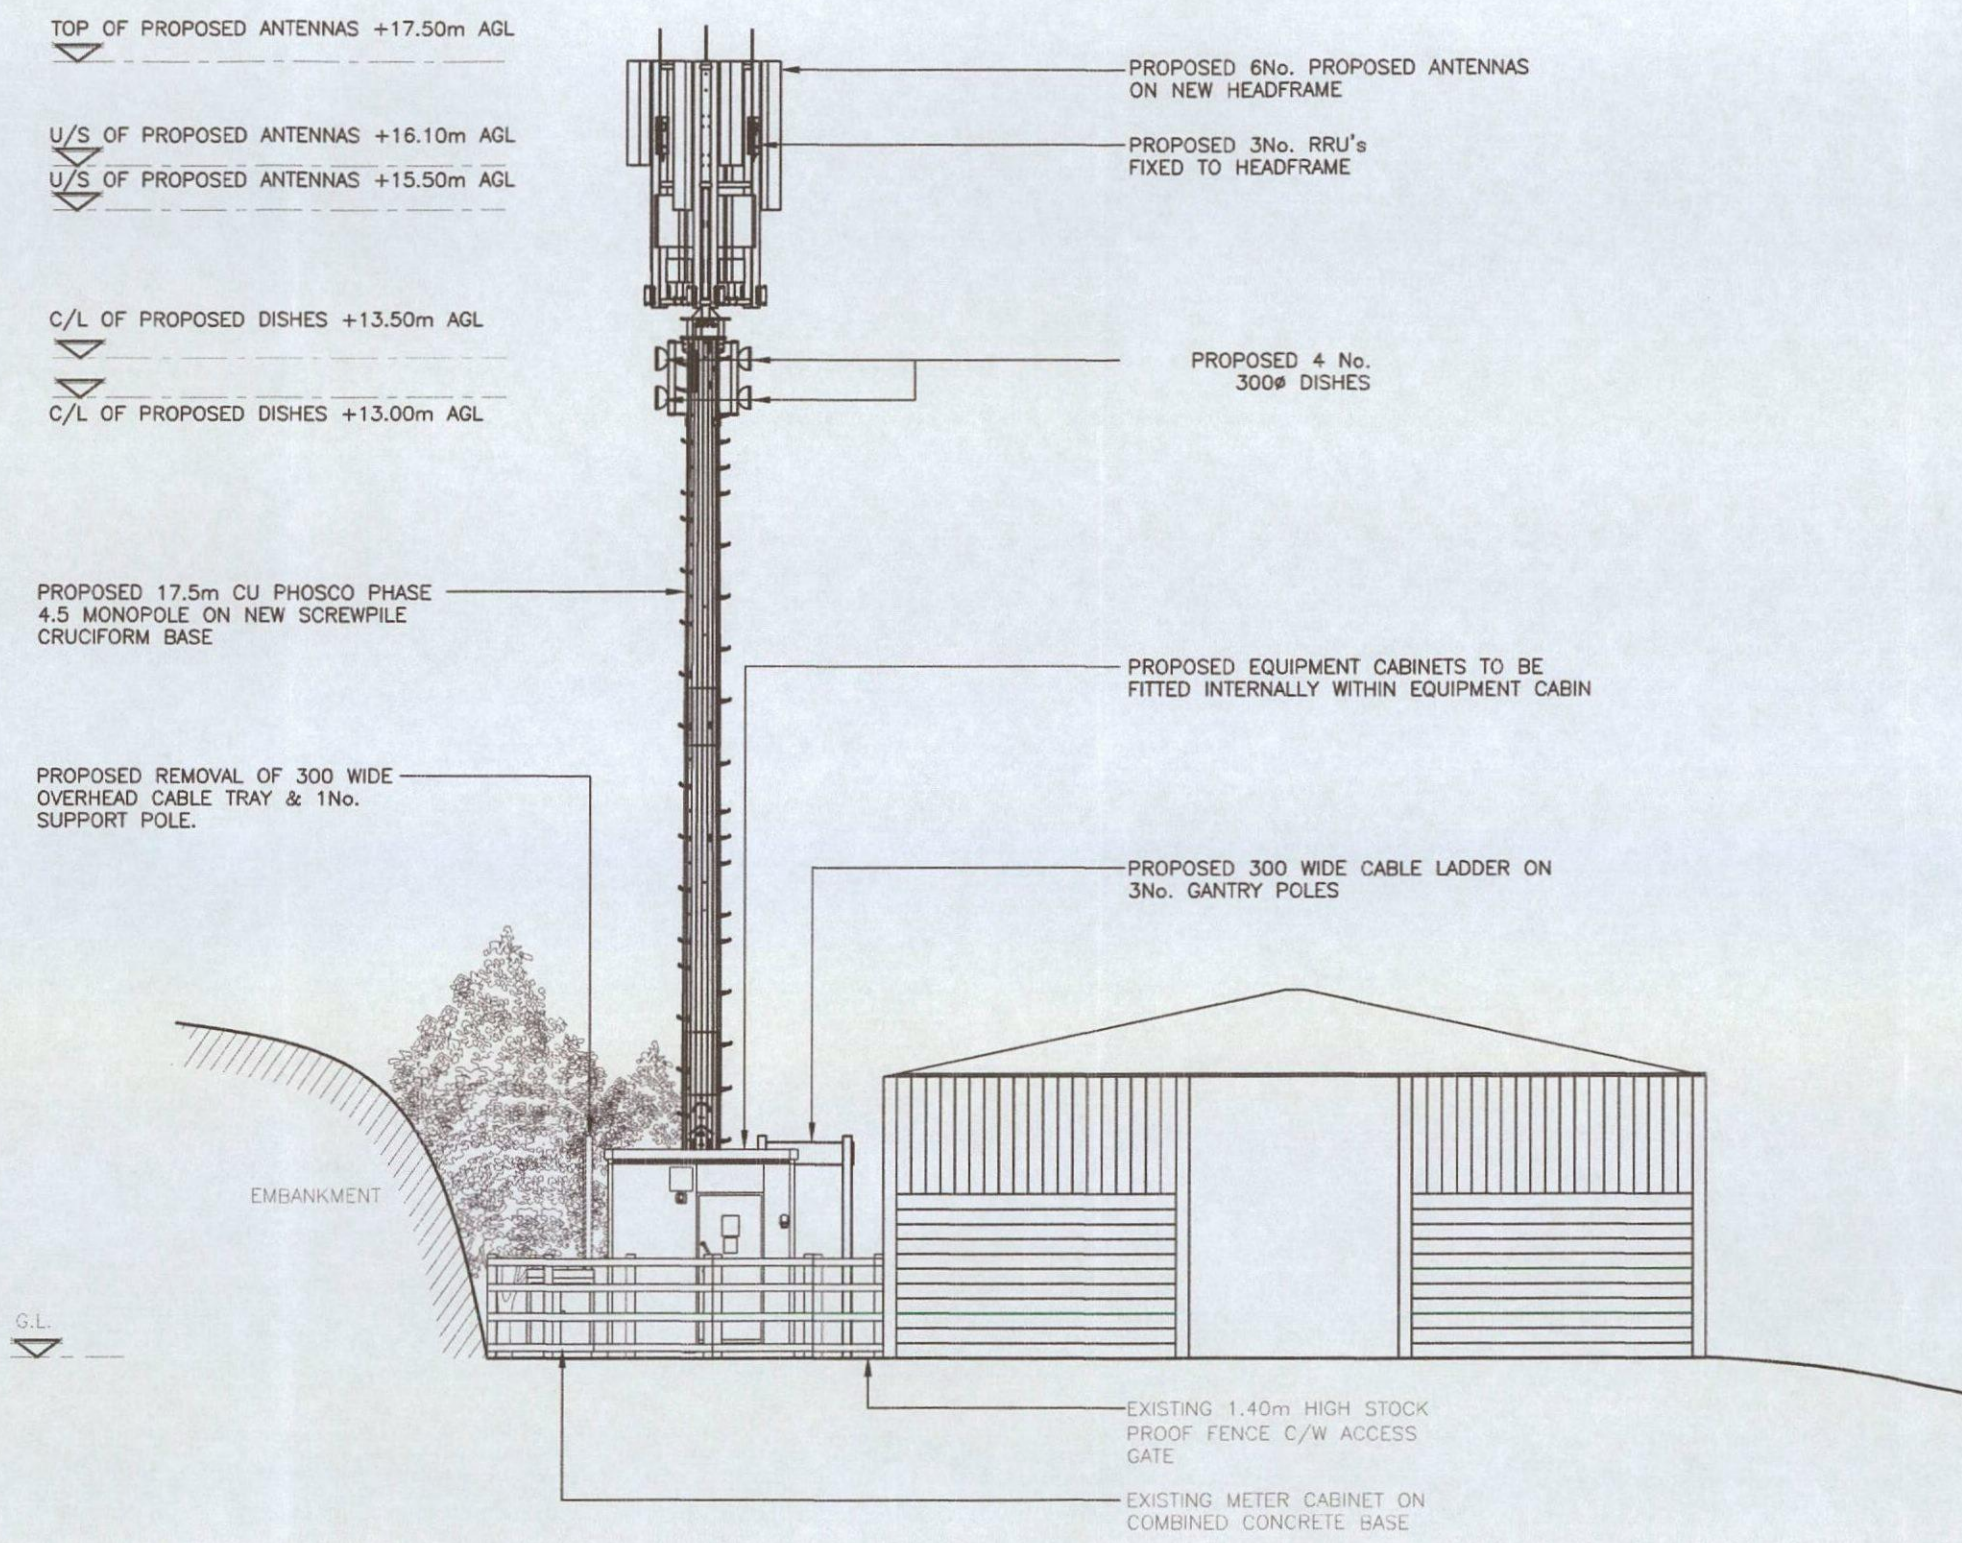 TOP OF PROPOSED ANTENNAS +17.50m AGL
U/S OF PROPOSED ANTENNAS +16.10m AGL
U/S OF PROPOSED ANTENNAS +15.50m AGL
C/L OF PROPOSED DISHES +13.50m AGL
C/L OF PROPOSED DISHES +13.00m AGL
PROPOSED 17.5m CU PHOSCO PHASE
4.5 MONOPOLE ON NEW SCREWPILE
CRUCIFORM BASE
PROPOSED REMOVAL OF 300 WIDE
OVERHEAD CABLE TRAY & 1No.
SUPPORT POLE.
EMBANKMENT
G.L.
PROPOSED 6No. PROPOSED ANTENNAS
ON NEW HEADFRAME
PROPOSED 3No. RRU's
FIXED TO HEADFRAME
PROPOSED 4 No.
300ø DISHES
PROPOSED EQUIPMENT CABINETS TO BE
FITTED INTERNALLY WITHIN EQUIPMENT CABIN
PROPOSED 300 WIDE CABLE LADDER ON
3No. GANTRY POLES
EXISTING 1.40m HIGH STOCK
PROOF FENCE C/W ACCESS
GATE
EXISTING METER CABINET ON
COMBINED CONCRETE BASE